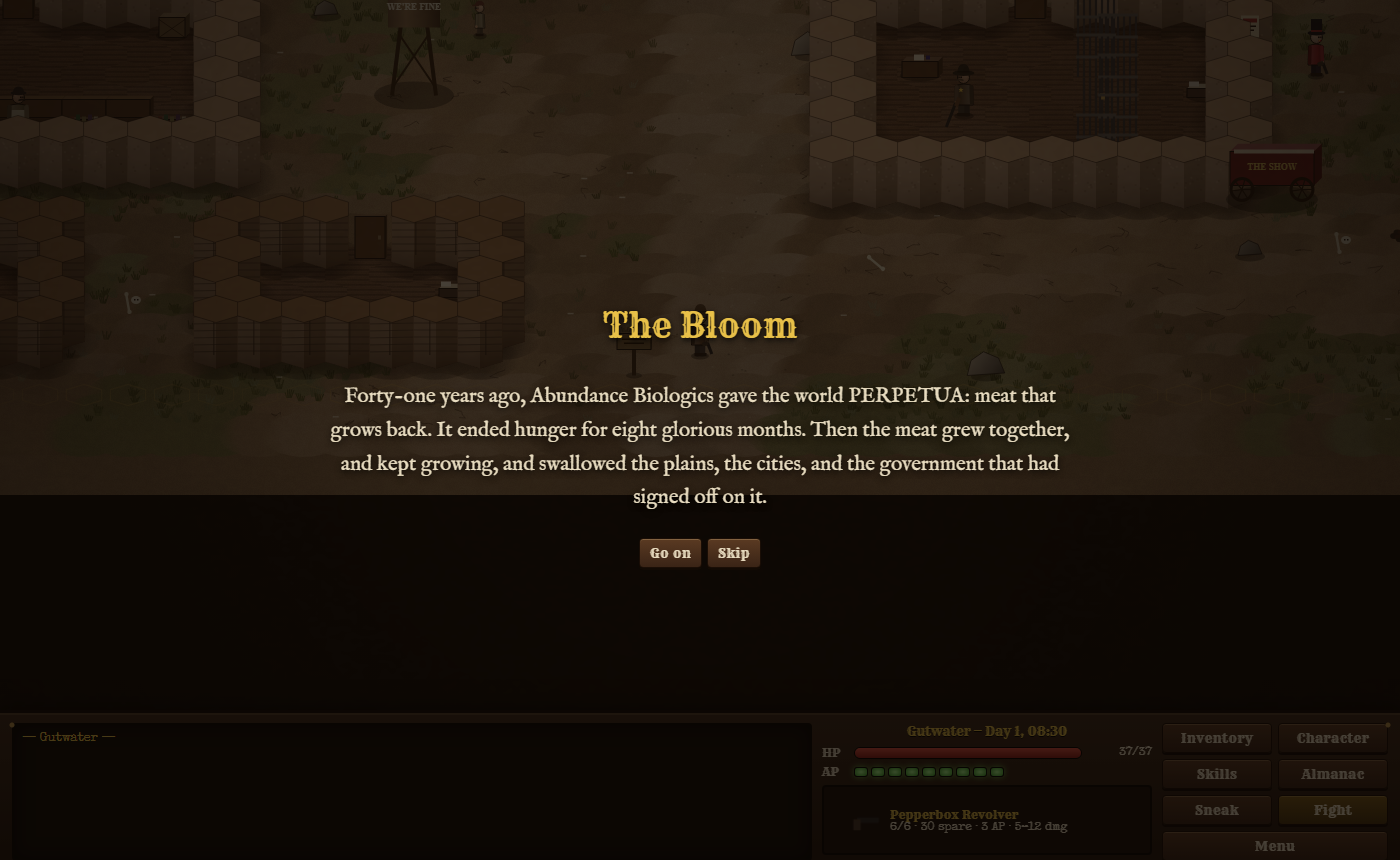 WE'RE FINE
THE SHOW
The Bloom
Forty-one years ago, Abundance Biologics gave the world PERPETUA: meat that
grows back. It ended hunger for eight glorious months. Then the meat grew together,
and kept growing, and swallowed the plains, the cities, and the government that had
signed off on it.
Go on
Skip
— Gutwater —
Gutwater – Day 1, 08:30
HP
37/37
AP
Pepperbox Revolver
6/6 · 30 spare · 3 AP · 5–12 dmg
Inventory
Character
Skills
Almanac
Sneak
Fight
Menu